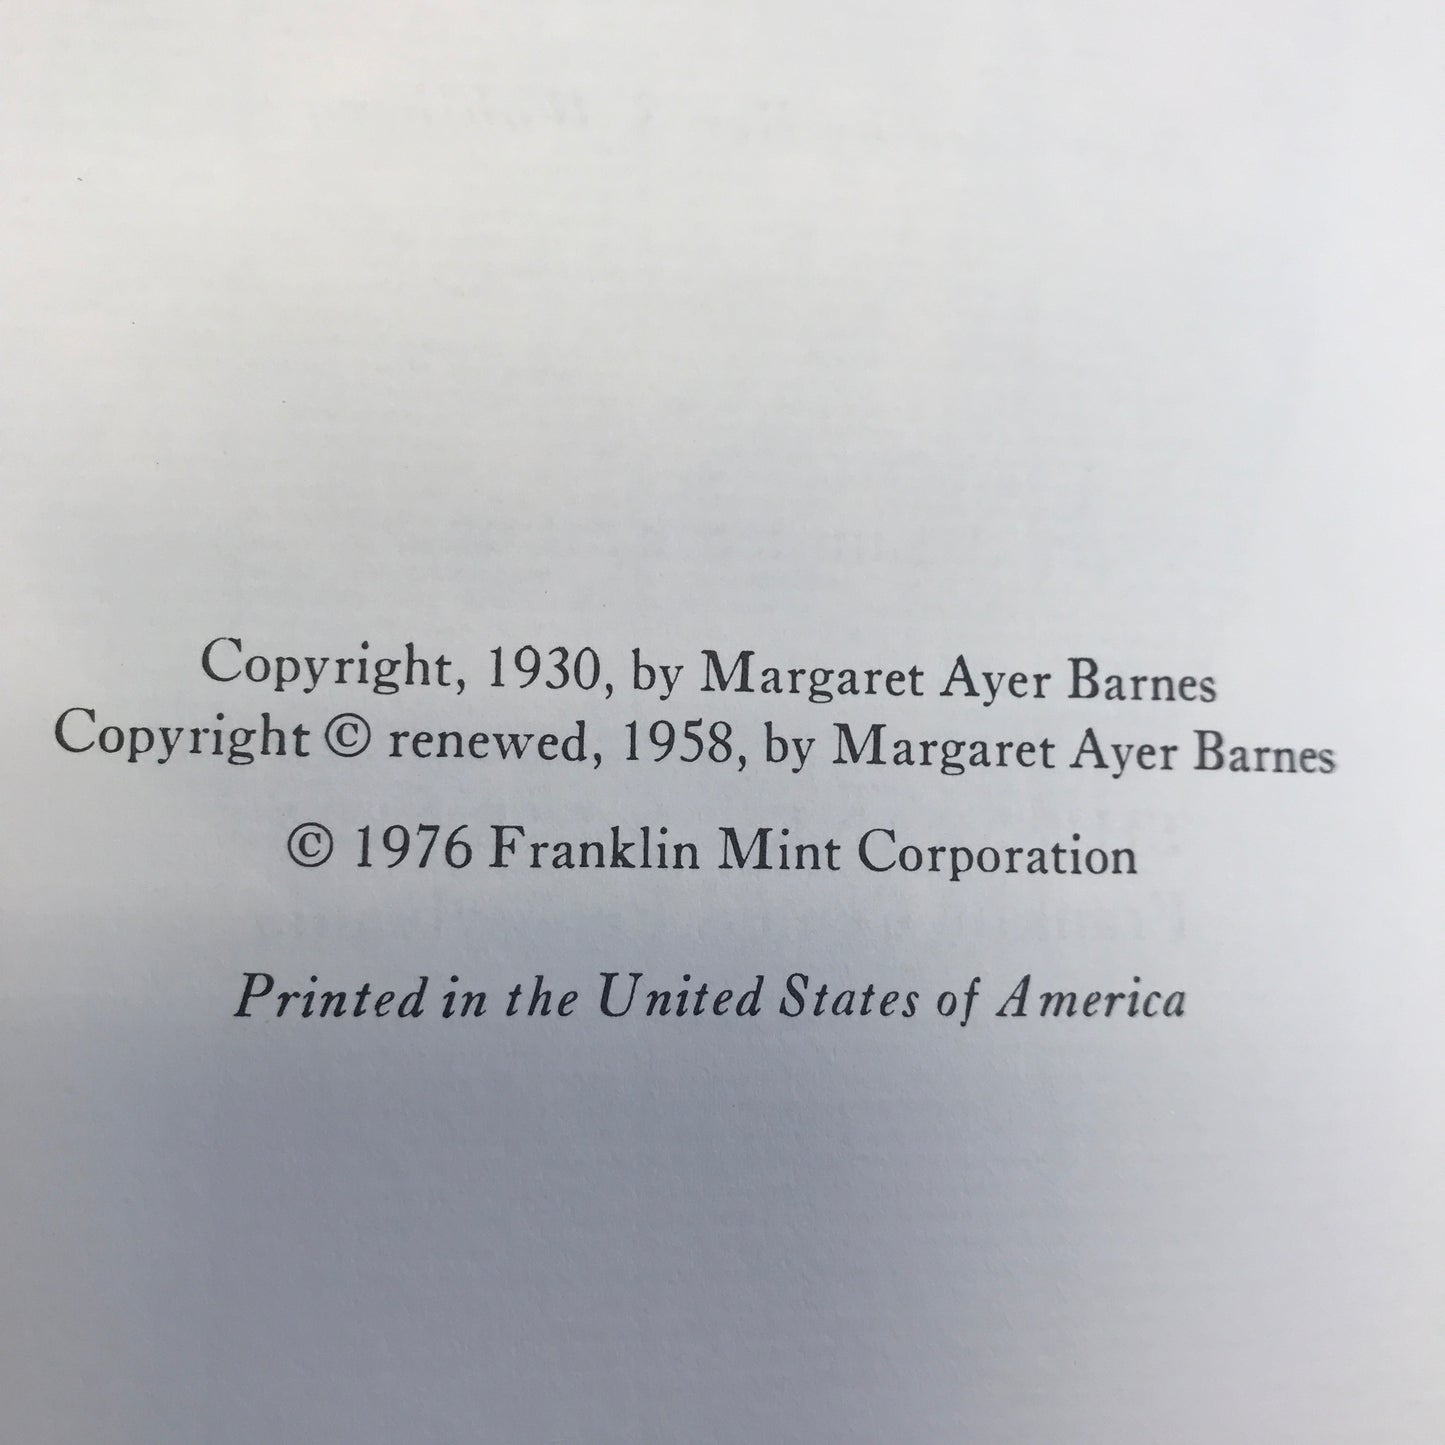 Copyright, 1930, by Margaret Ayer Barnes
Copyright © renewed, 1958, by Margaret Ayer Barnes
© 1976 Franklin Mint Corporation
Printed in the United States of America